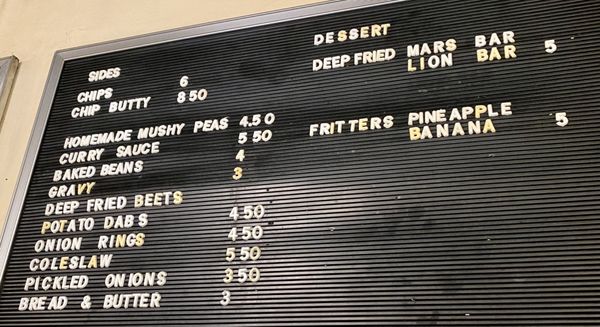 SIDES
CHIPS 6
CHIP BUTTY 8 50
HOMEMADE MUSHY PEAS 4.50
CURRY SAUCE 5 50
BAKED BEANS 4
GRAVY 3
DEEP FRIED BEETS
POTATO DABS 4 50
ONION RINGS 4 50
COLESLAW 5 50
PICKLED ONIONS 3 50
BREAD & BUTTER 3
DESSERT
DEEP FRIED MARS BAR 5
LION BAR
FRITTERS PINEAPPLE 5
BANANA